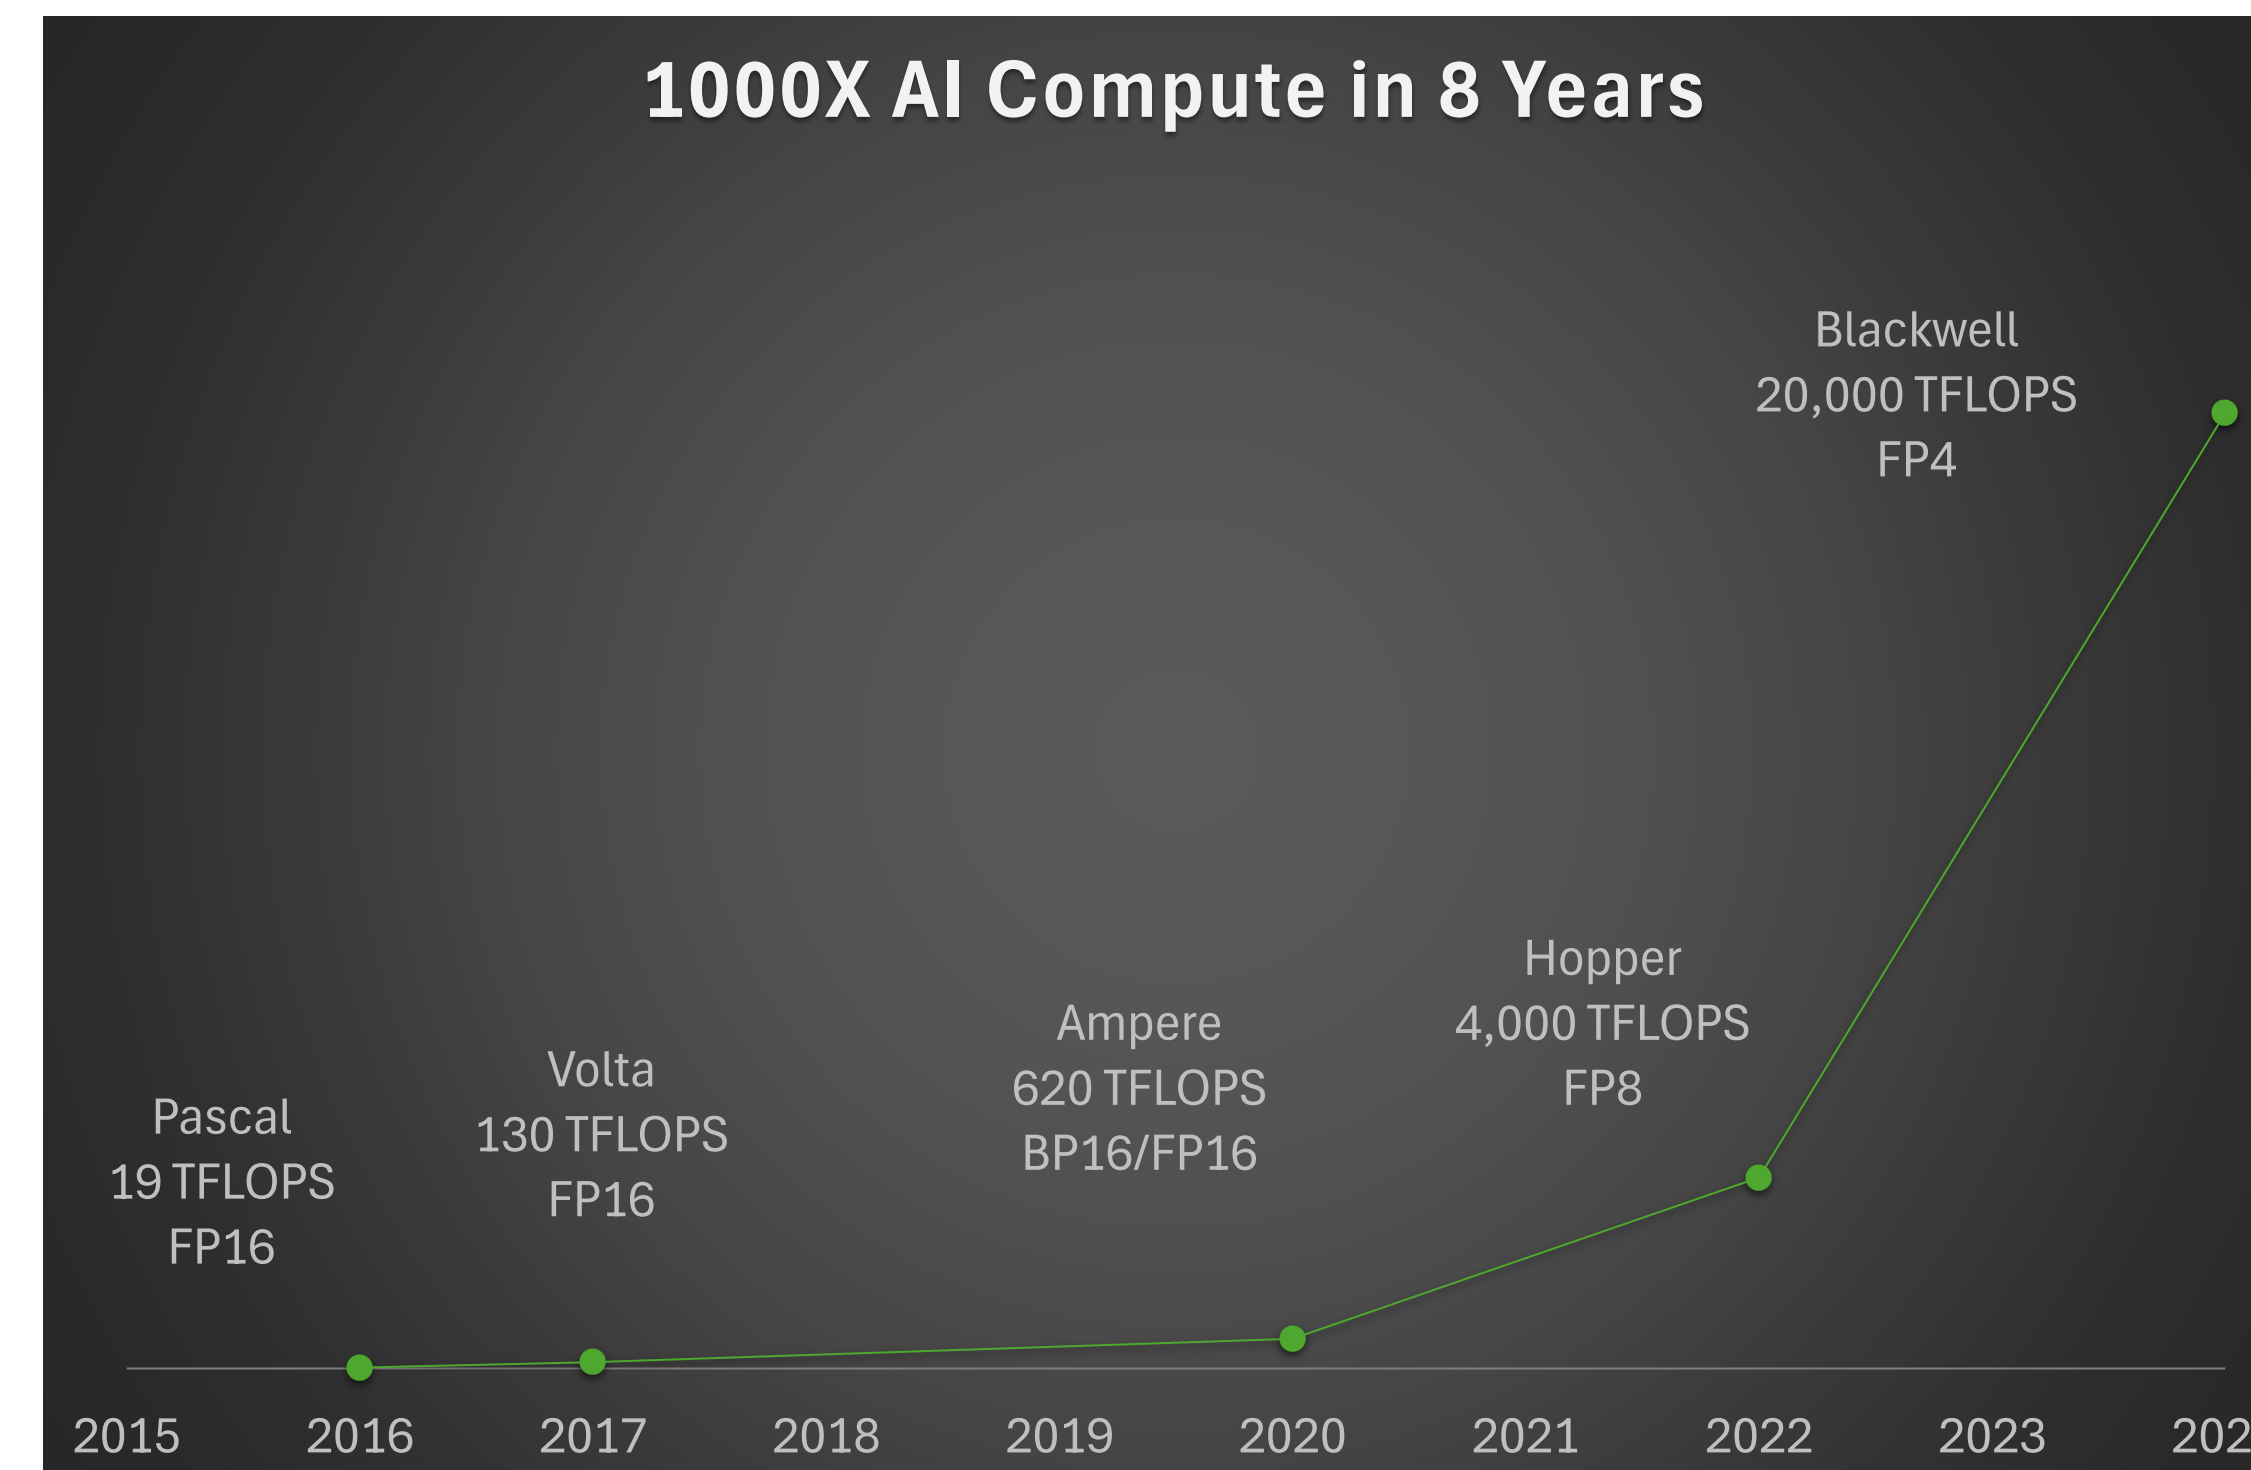 1000X AI Compute in 8 Years
Blackwell
20,000 TFLOPS
FP4
Hopper
4,000 TFLOPS
FP8
Ampere
620 TFLOPS
BP16/FP16
Volta
130 TFLOPS
FP16
Pascal
19 TFLOPS
FP16
2015 2016 2017 2018 2019 2020 2021 2022 2023 202